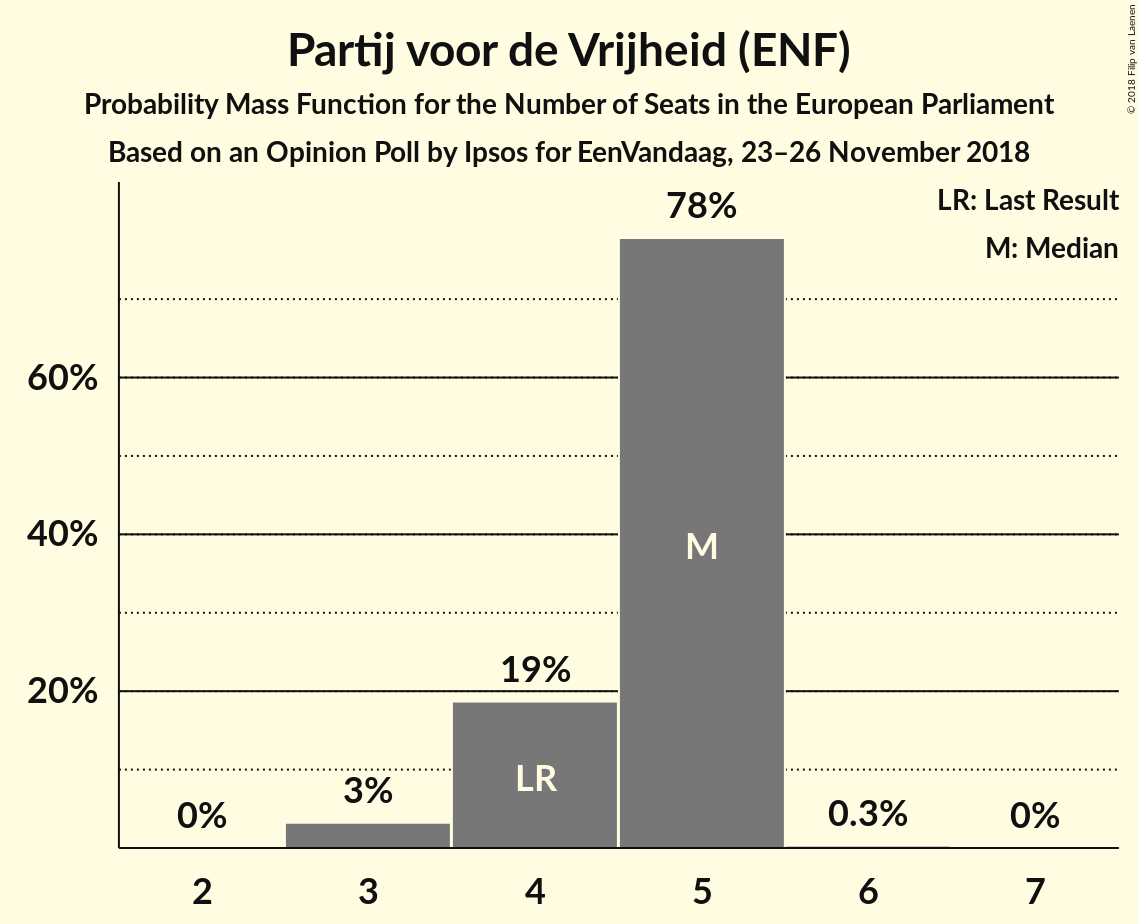 Partij voor de Vrijheid (ENF)
Probability Mass Function for the Number of Seats in the European Parliament
Based on an Opinion Poll by Ipsos for EenVandaag, 23–26 November 2018
© 2018 Filip van Laenen
LR: Last Result
M: Median
78%
60%
40%
M
20%
19%
LR
3%
0%
0.3%
0%
2 3 4 5 6 7